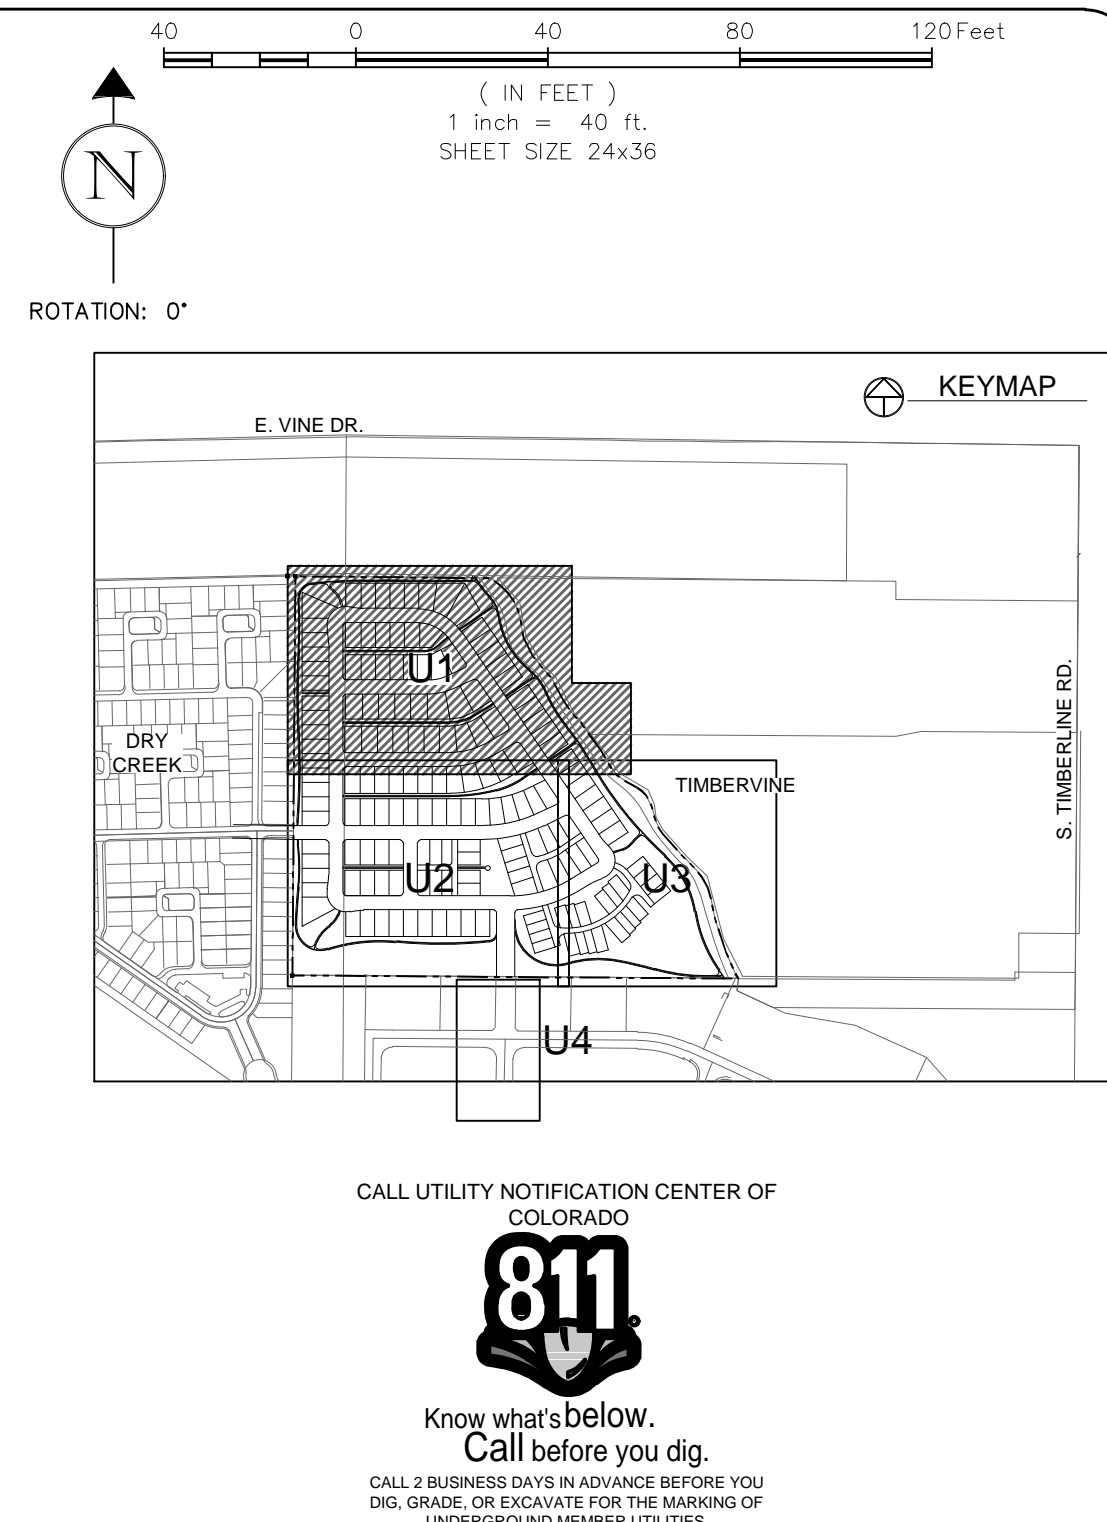 40 0 40 80 120 Feet
( IN FEET )
1 inch = 40 ft.
SHEET SIZE 24x36
N
ROTATION: 0°
KEYMAP
E. VINE DR.
U1
S. TIMBERLINE RD.
DRY
CREEK
TIMBERVINE
U2
U3
U4
CALL UTILITY NOTIFICATION CENTER OF
COLORADO
811
Know what's below.
Call before you dig.
CALL 2 BUSINESS DAYS IN ADVANCE BEFORE YOU
DIG, GRADE, OR EXCAVATE FOR THE MARKING OF
UNDERGROUND MEMBER UTILITIES